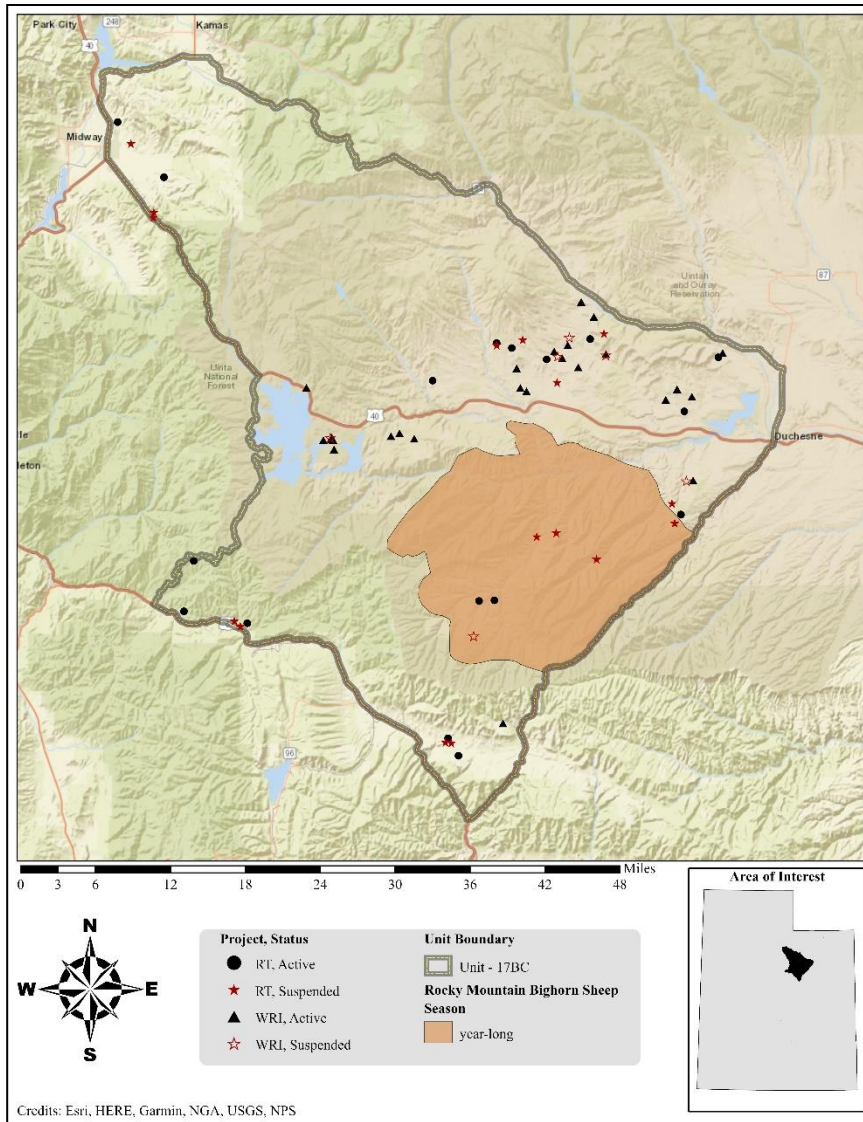 Park City
248
Kamas
40
Midway
Uintah
and Ouray
Reservation
87
Uinta
National
Forest
40
Duchesne
lle
leton
96
Miles
0 3 6 12 18 24 30 36 42 48
Area of Interest
N
W E
S
Project, Status
RT, Active
RT, Suspended
WRI, Active
WRI, Suspended
Unit Boundary
Unit - 17BC
Rocky Mountain Bighorn Sheep
Season
year-long
Credits: Esri, HERE, Garmin, NGA, USGS, NPS